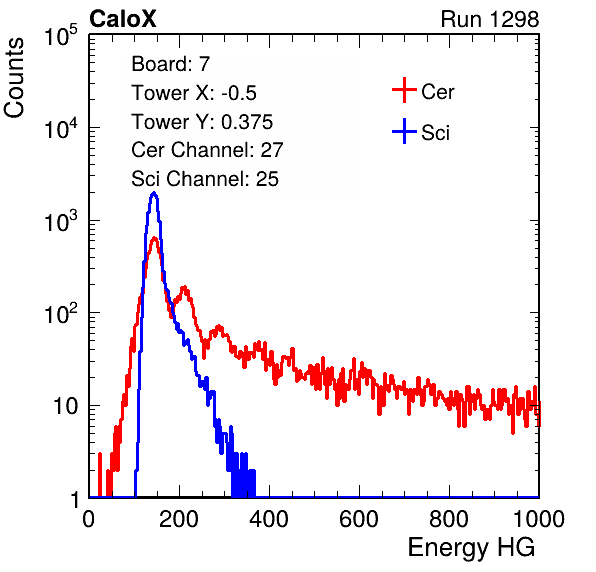 CaloX Run 1298
10^5
Counts
Board: 7
Tower X: -0.5
Tower Y: 0.375
Cer Channel: 27
Sci Channel: 25
Cer
Sci
10^4
10^3
10^2
10
1
0 200 400 600 800 1000
Energy HG